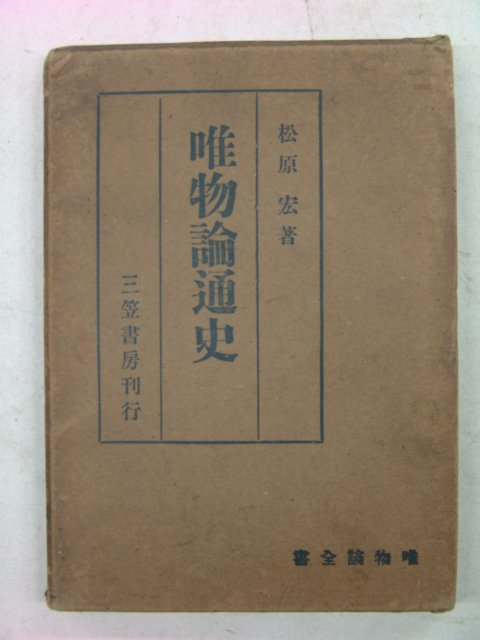 松原宏著
唯物論通史
三笠書房刊行
唯物論全書